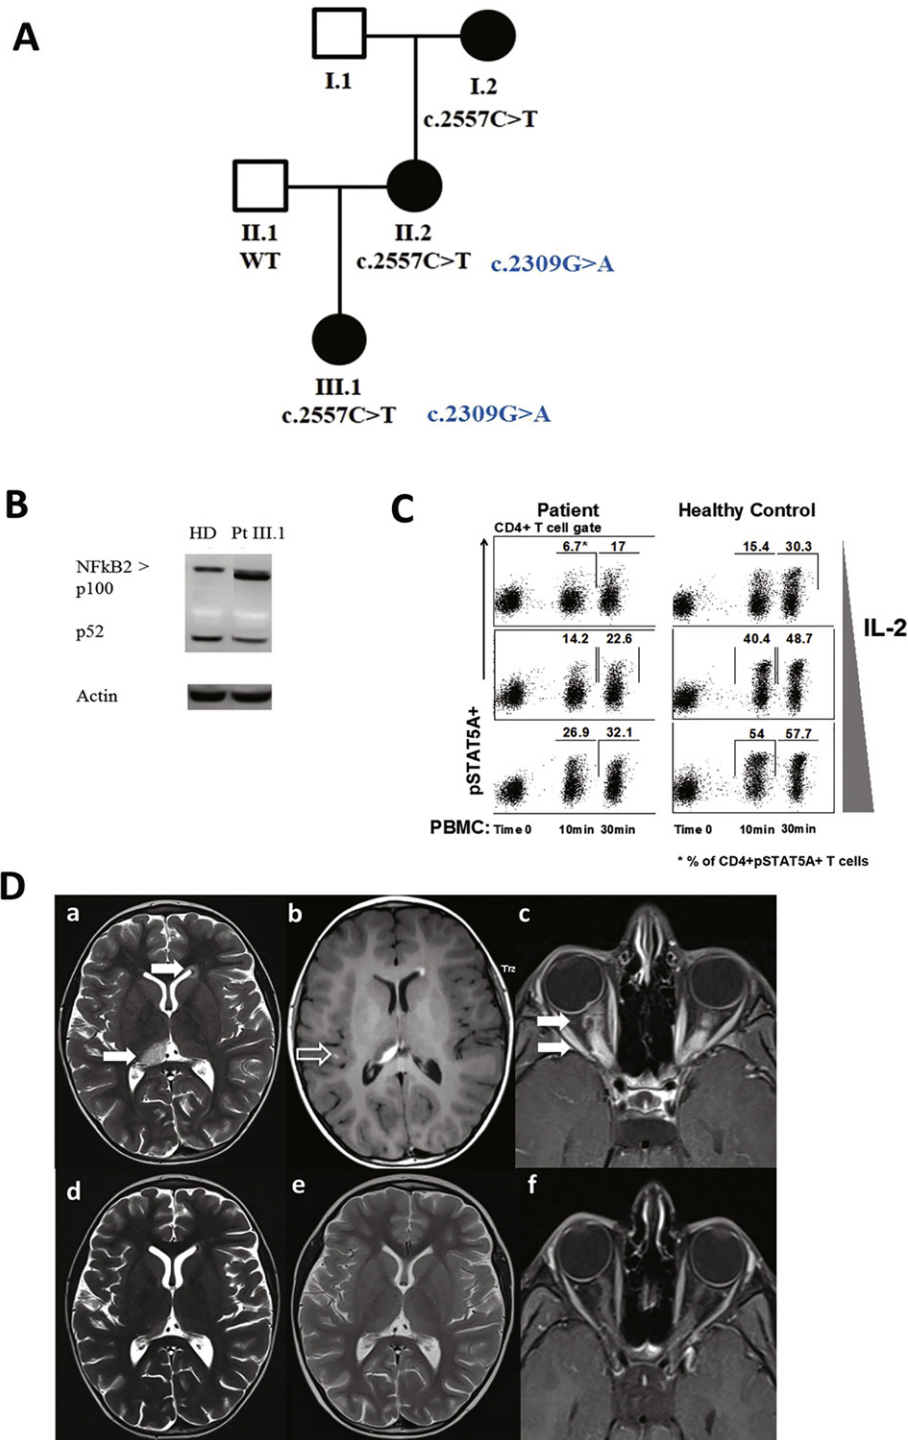 A
I.1
I.2
c.2557C>T
II.1
WT
II.2
c.2557C>T c.2309G>A
III.1
c.2557C>T c.2309G>A
B
HD Pt III.1
NFkB2 >
p100
p52
Actin
C
Patient Healthy Control
CD4+ T cell gate
6.7* 17 15.4 30.3
14.2 22.6 40.4 48.7
26.9 32.1 54 57.7
pSTAT5A+
IL-2
PBMC: Time 0 10min 30min Time 0 10min 30min
* % of CD4+pSTAT5A+ T cells
D
a b c
d e f